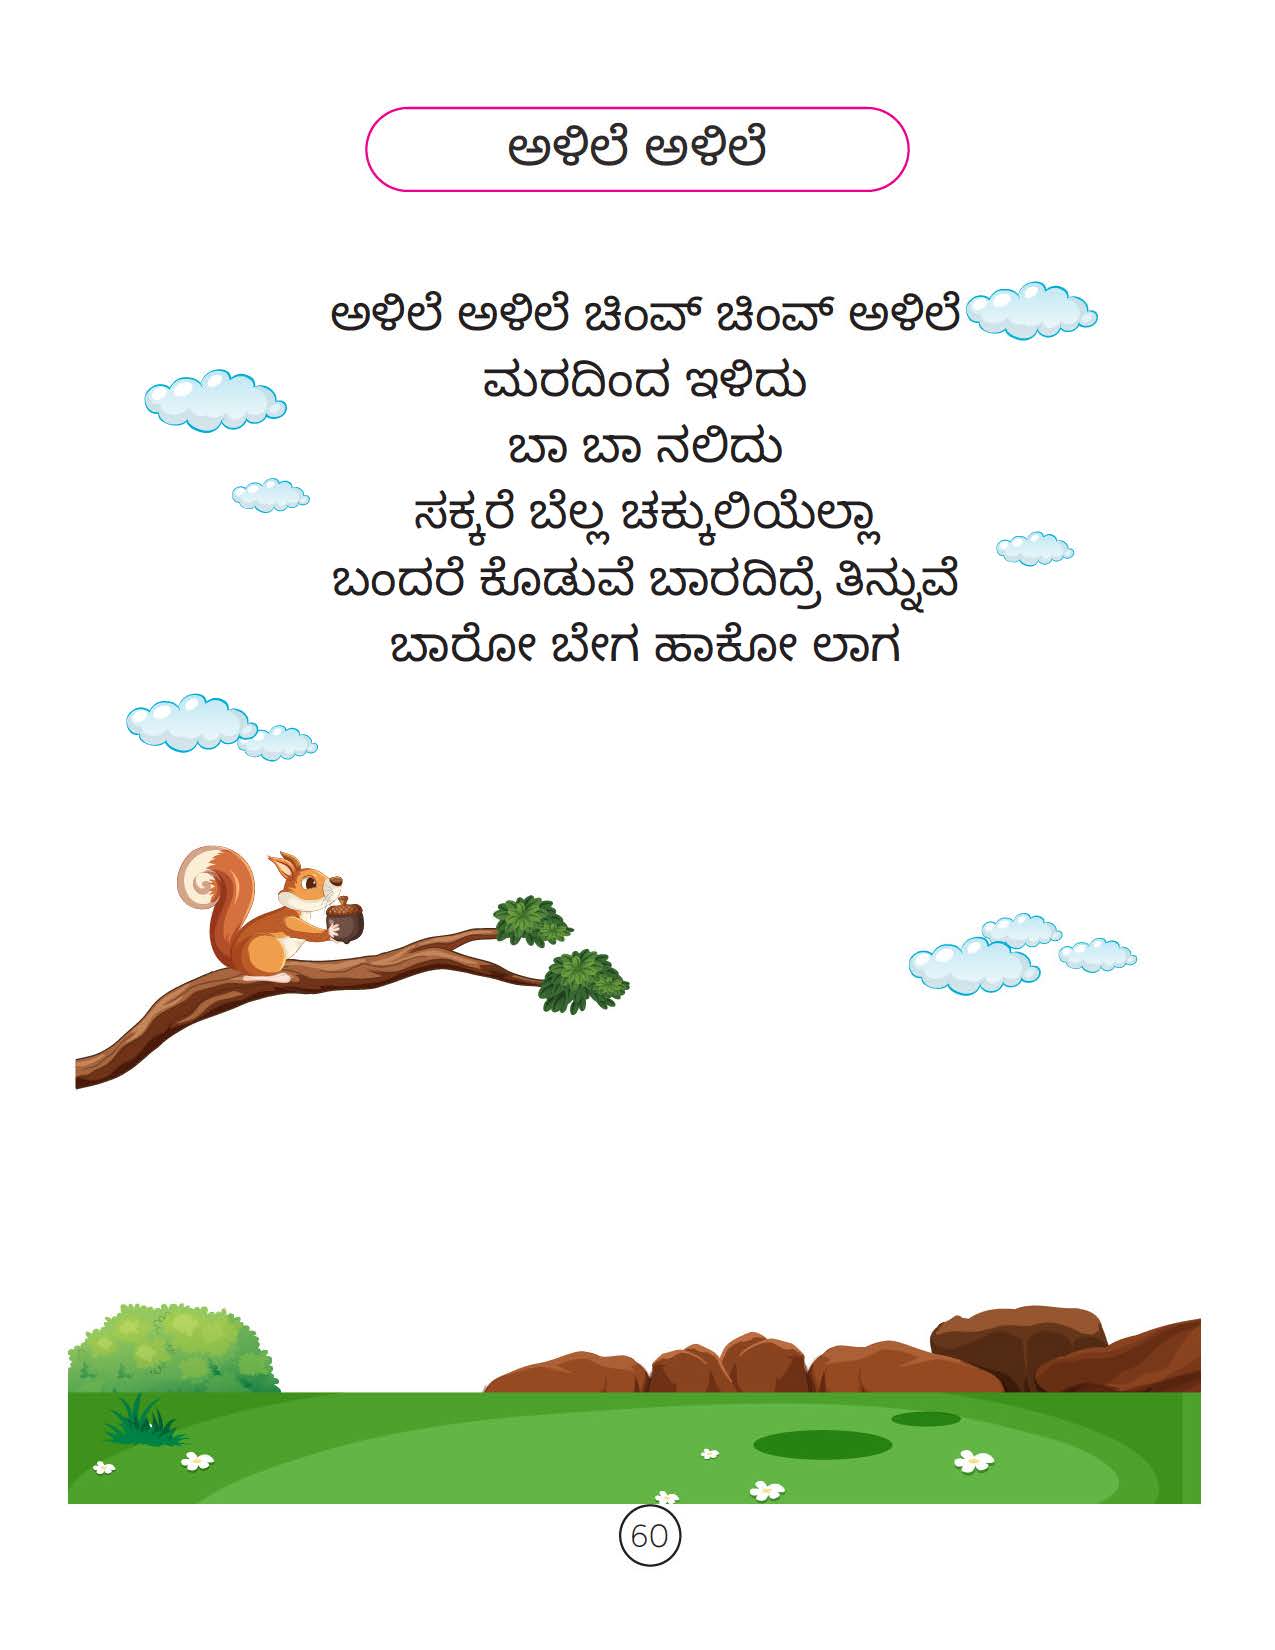 ಅಳಿಲೆ ಅಳಿಲೆ
ಅಳಿಲೆ ಅಳಿಲೆ ಚಿಂವ್ ಚಿಂವ್ ಅಳಿಲೆ
ಮರದಿಂದ ಇಳಿದು
ಬಾ ಬಾ ನಲಿದು
ಸಕ್ಕರೆ ಬೆಲ್ಲ ಚಕ್ಕುಲಿಯೆಲ್ಲಾ
ಬಂದರೆ ಕೊಡುವೆ ಬಾರದಿದ್ರೆ ತಿನ್ನುವೆ
ಬಾರೋ ಬೇಗ ಹಾಕೋ ಲಾಗ
60